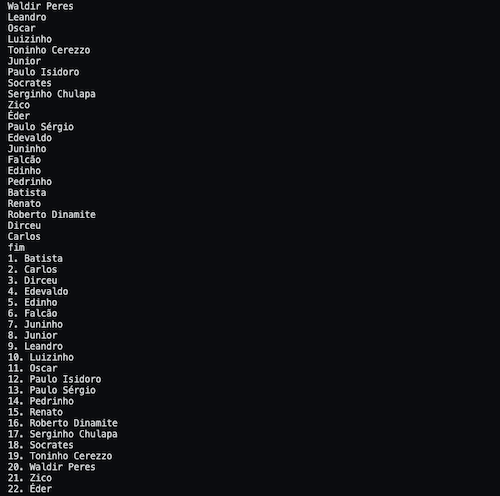 Waldir Peres
Leandro
Oscar
Luizinho
Toninho Cerezzo
Junior
Paulo Isidoro
Socrates
Serginho Chulapa
Zico
Éder
Paulo Sérgio
Edevaldo
Juninho
Falcão
Edinho
Pedrinho
Batista
Renato
Roberto Dinamite
Dirceu
Carlos
fim
1. Batista
2. Carlos
3. Dirceu
4. Edevaldo
5. Edinho
6. Falcão
7. Juninho
8. Junior
9. Leandro
10. Luizinho
11. Oscar
12. Paulo Isidoro
13. Paulo Sérgio
14. Pedrinho
15. Renato
16. Roberto Dinamite
17. Serginho Chulapa
18. Socrates
19. Toninho Cerezzo
20. Waldir Peres
21. Zico
22. Éder